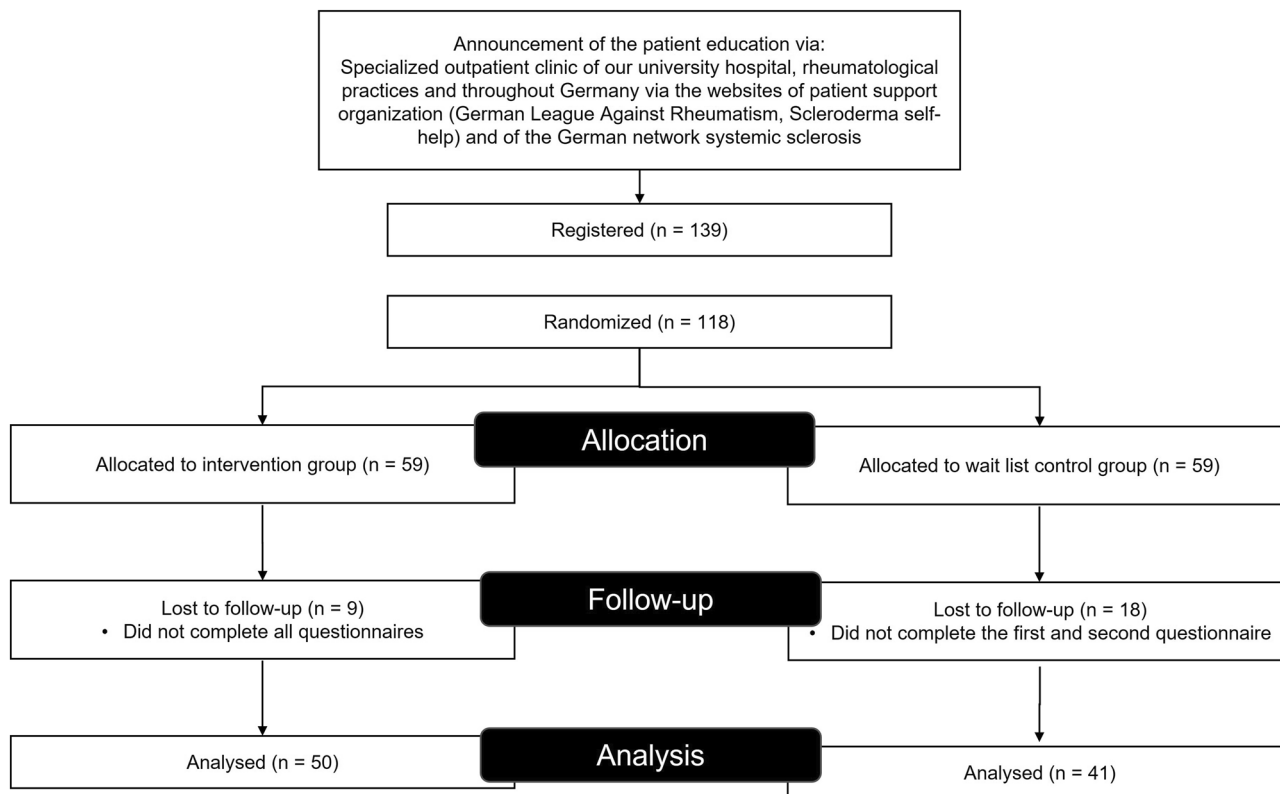 Announcement of the patient education via:
Specialized outpatient clinic of our university hospital, rheumatological
practices and throughout Germany via the websites of patient support
organization (German League Against Rheumatism, Scleroderma self-
help) and of the German network systemic sclerosis
Registered (n = 139)
Randomized (n = 118)
Allocation
Allocated to intervention group (n = 59)
Allocated to wait list control group (n = 59)
Follow-up
Lost to follow-up (n = 9)
• Did not complete all questionnaires
Lost to follow-up (n = 18)
• Did not complete the first and second questionnaire
Analysis
Analysed (n = 50)
Analysed (n = 41)